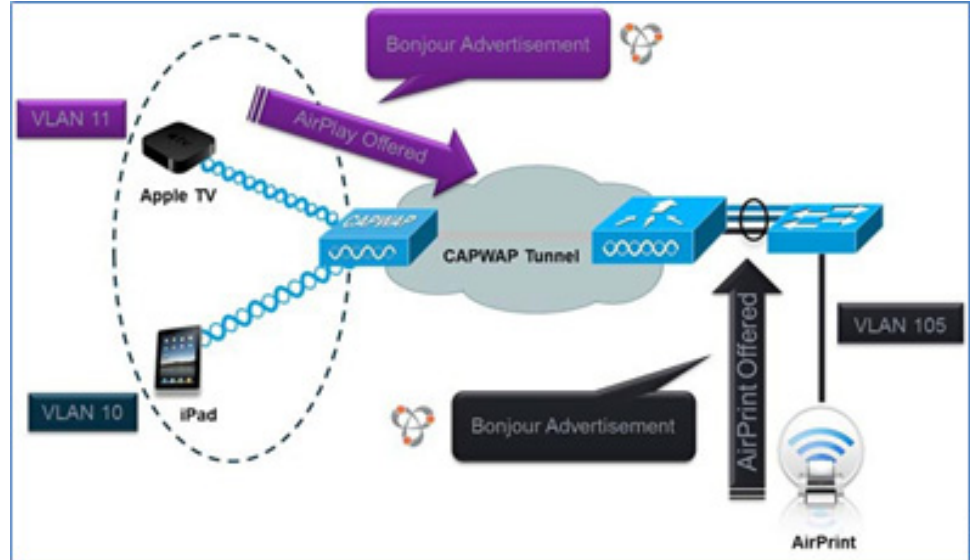 Bonjour Advertisement
VLAN 11
AirPlay Offered
Apple TV
CAPWAP
CAPWAP Tunnel
VLAN 105
AirPrint Offered
VLAN 10
iPad
Bonjour Advertisement
AirPrint